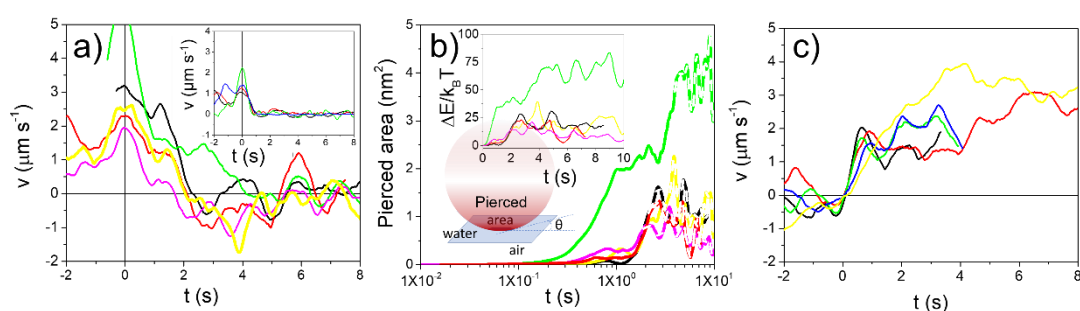 a)
v (μm s⁻¹)
5
4
3
2
1
0
-1
-2
-2 0 2 4 6 8
t (s)
v (μm s⁻¹)
4
3
2
1
0
1
-2 0 2 4 6 8
t (s)
b)
Pierced area (nm²)
5
4
3
2
1
0
1X10⁻² 1X10⁻¹ 1X10⁰ 1X10¹
t (s)
ΔE/k_BT
100
75
50
25
0
0 2 4 6 8 10
t (s)
Pierced
area
water
θ
air
c)
v (μm s⁻¹)
5
4
3
2
1
0
-1
-2
-2 0 2 4 6 8
t (s)